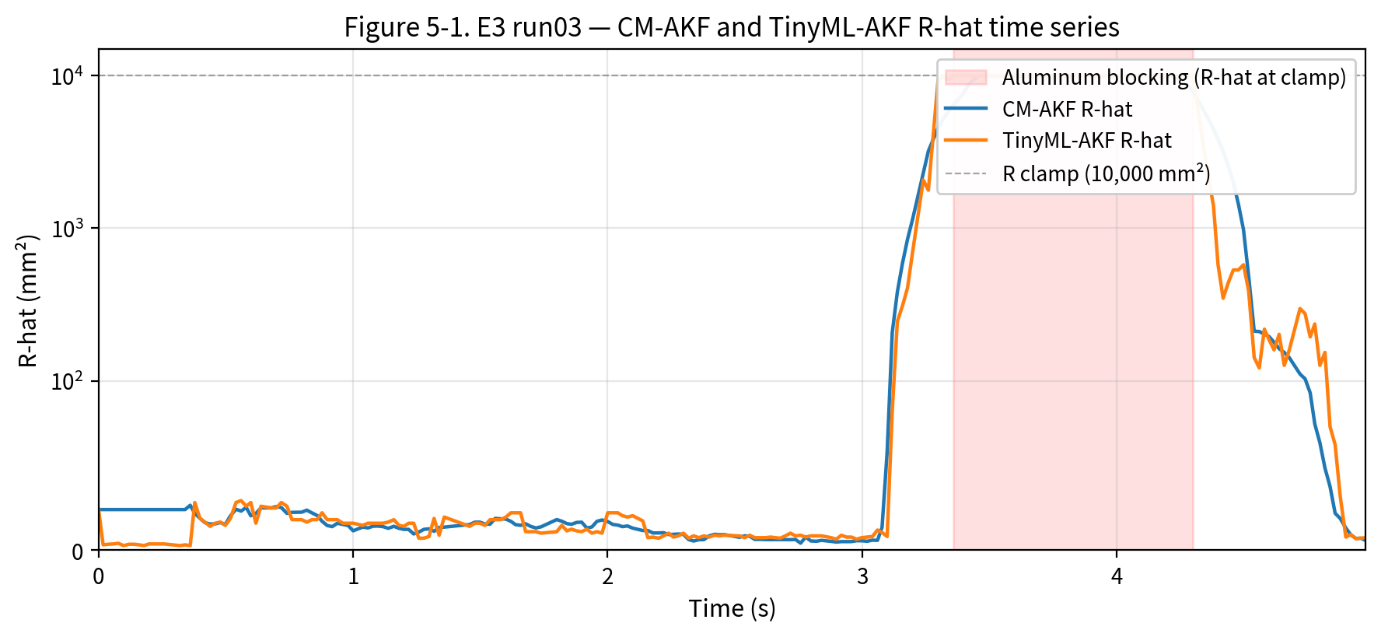 Figure 5-1. E3 run03 — CM-AKF and TinyML-AKF R-hat time series
R-hat (mm²)
10⁴
10³
10²
0
Aluminum blocking (R-hat at clamp)
CM-AKF R-hat
TinyML-AKF R-hat
R clamp (10,000 mm²)
0 1 2 3 4
Time (s)